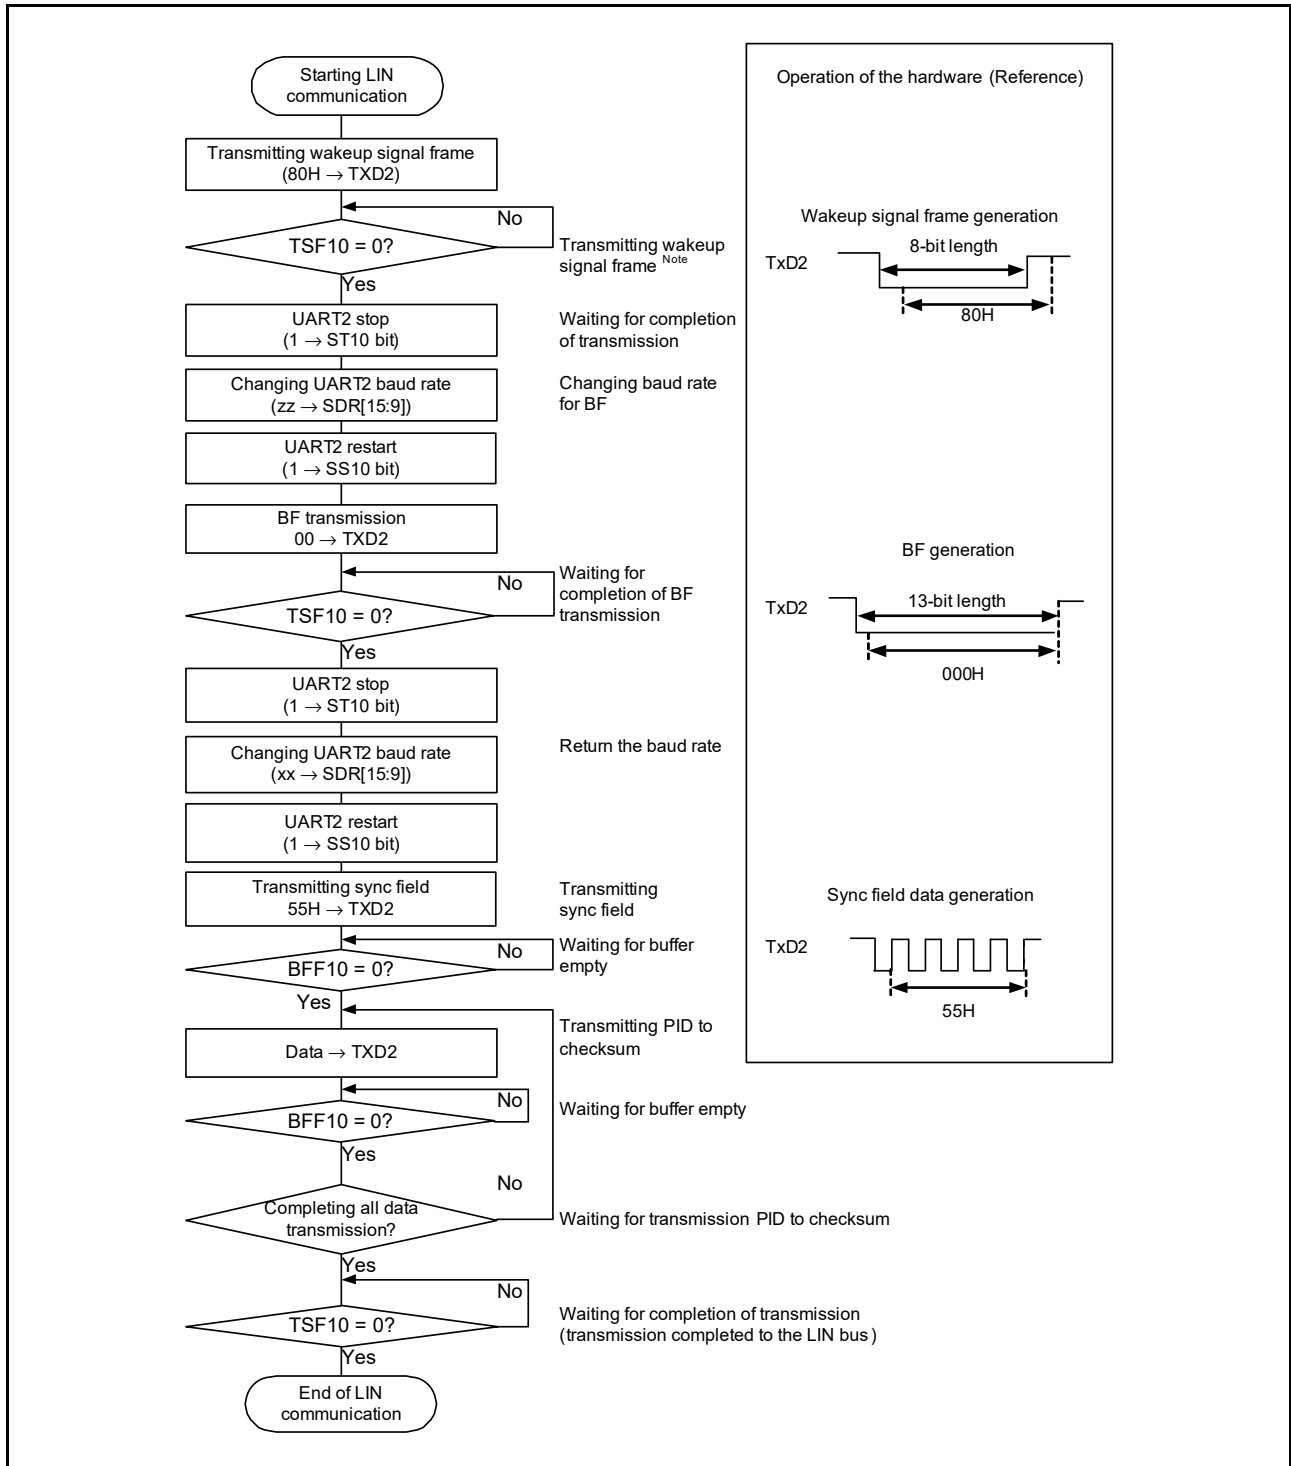 Starting LIN
communication
Transmitting wakeup signal frame
(80H → TXD2)
No
TSF10 = 0?
Transmitting wakeup
signal frame Note
Yes
UART2 stop
(1 → ST10 bit)
Waiting for completion
of transmission
Changing UART2 baud rate
(zz → SDR[15:9])
Changing baud rate
for BF
UART2 restart
(1 → SS10 bit)
BF transmission
00 → TXD2
No
TSF10 = 0?
Waiting for
completion of BF
transmission
Yes
UART2 stop
(1 → ST10 bit)
Changing UART2 baud rate
(xx → SDR[15:9])
Return the baud rate
UART2 restart
(1 → SS10 bit)
Transmitting sync field
55H → TXD2
Transmitting
sync field
No
BFF10 = 0?
Waiting for buffer
empty
Yes
Data → TXD2
Transmitting PID to
checksum
No
BFF10 = 0?
Waiting for buffer empty
Yes
No
Completing all data
transmission?
Waiting for transmission PID to checksum
Yes
No
TSF10 = 0?
Waiting for completion of transmission
(transmission completed to the LIN bus)
Yes
End of LIN
communication
Operation of the hardware (Reference)
Wakeup signal frame generation
8-bit length
TxD2
80H
BF generation
13-bit length
TxD2
000H
Sync field data generation
TxD2
55H